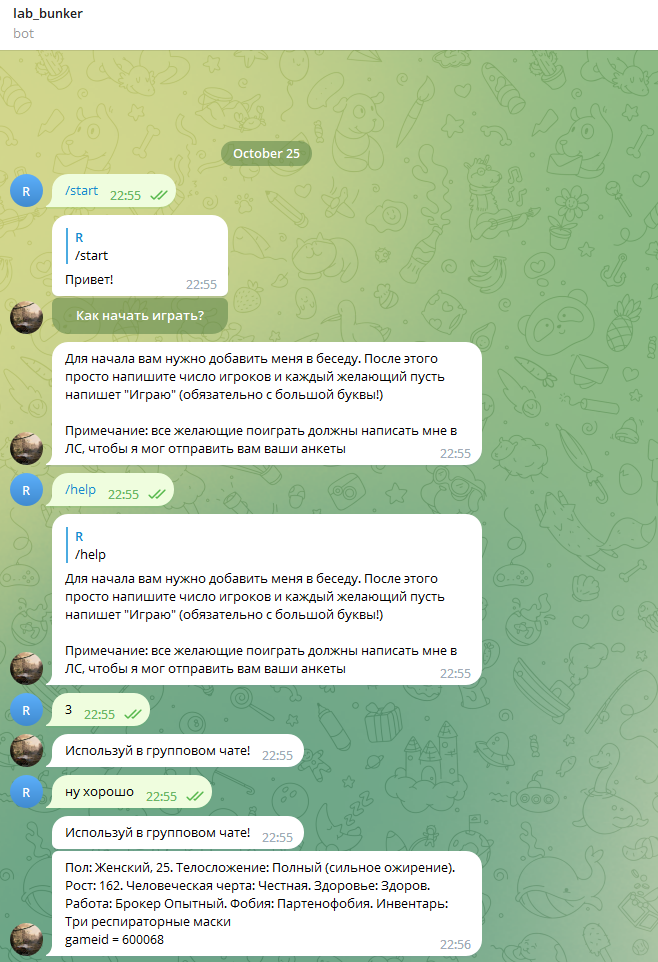 lab_bunker
bot
October 25
R
/start 22:55
R
/start
Привет! 22:55
Как начать играть?
Для начала вам нужно добавить меня в беседу. После этого
просто напишите число игроков и каждый желающий пусть
напишет "Играю" (обязательно с большой буквы!)
Примечание: все желающие поиграть должны написать мне в
ЛС, чтобы я мог отправить вам ваши анкеты
22:55
R
/help 22:55
R
/help
Для начала вам нужно добавить меня в беседу. После этого
просто напишите число игроков и каждый желающий пусть
напишет "Играю" (обязательно с большой буквы!)
Примечание: все желающие поиграть должны написать мне в
ЛС, чтобы я мог отправить вам ваши анкеты
22:55
R
3 22:55
Используй в групповом чате! 22:55
R
ну хорошо 22:55
Используй в групповом чате! 22:55
Пол: Женский, 25. Телосложение: Полный (сильное ожирение).
Рост: 162. Человеческая черта: Честная. Здоровье: Здоров.
Работа: Брокер Опытный. Фобия: Партенофобия. Инвентарь:
Три респираторные маски
gameid = 600068
22:56